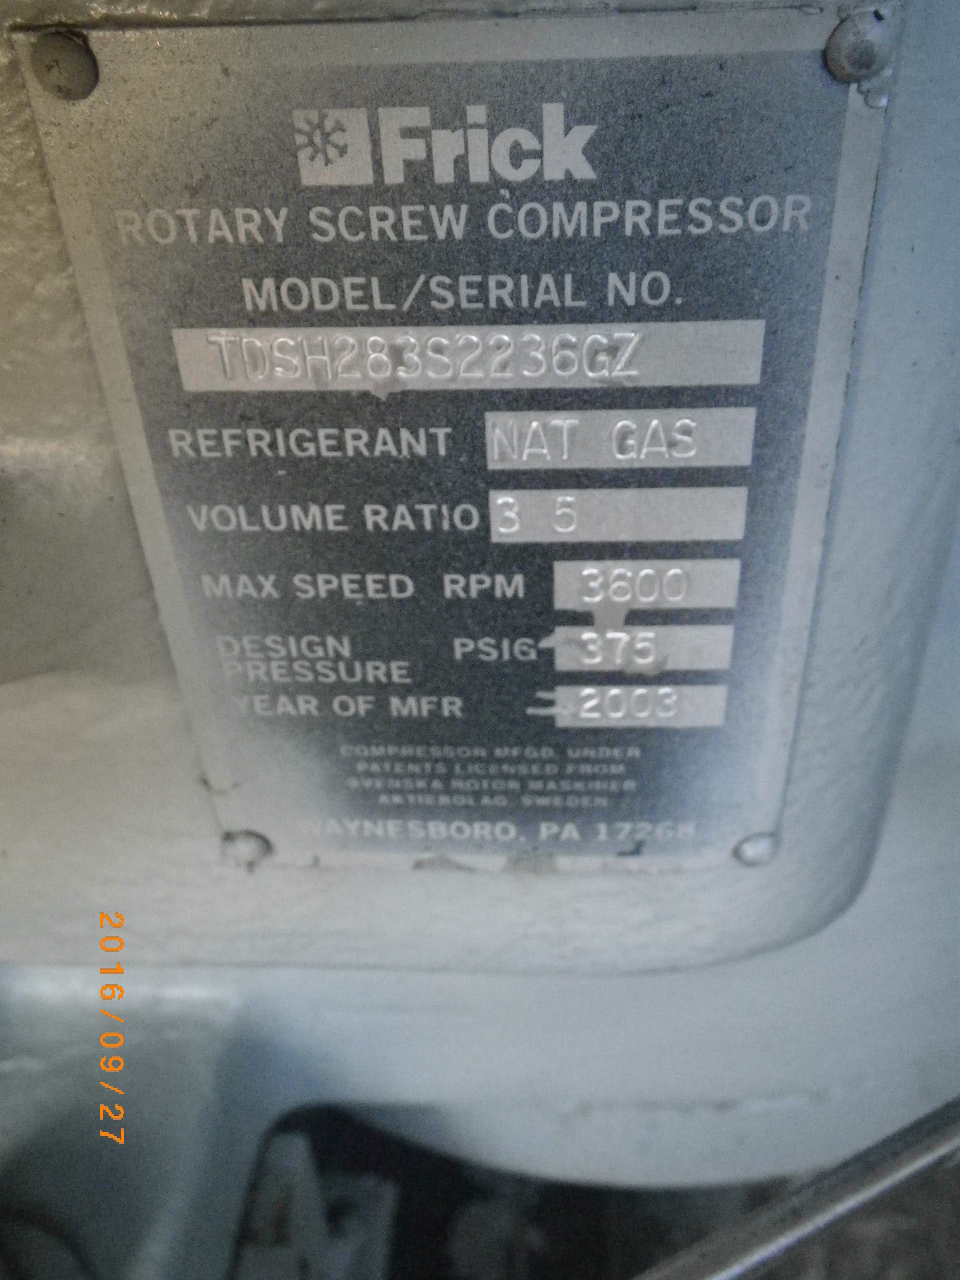 Frick
ROTARY SCREW COMPRESSOR
MODEL/SERIAL NO.
TDSH283S2236GZ
REFRIGERANT NAT GAS
VOLUME RATIO 3 5
MAX SPEED RPM 3600
DESIGN PRESSURE PSIG 375
YEAR OF MFR 2003
COMPRESSOR MFGD. UNDER
PATENTS LICENSED FROM
SVENSKA ROTOR MASKINER
AKTIEBOLAG, SWEDEN
WAYNESBORO, PA 17268
2016/09/27